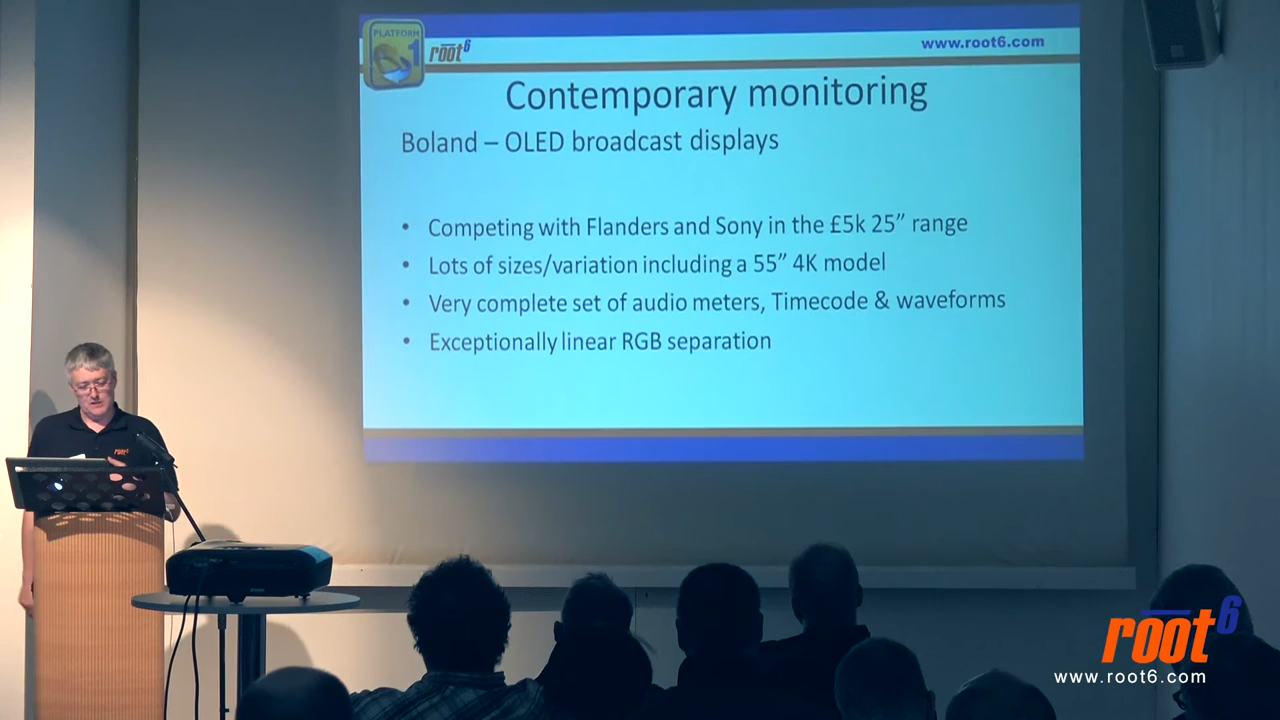 PLATFORM
1
root6
www.root6.com
Contemporary monitoring
Boland – OLED broadcast displays
• Competing with Flanders and Sony in the £5k 25” range
• Lots of sizes/variation including a 55” 4K model
• Very complete set of audio meters, Timecode & waveforms
• Exceptionally linear RGB separation
root6
root6
www.root6.com